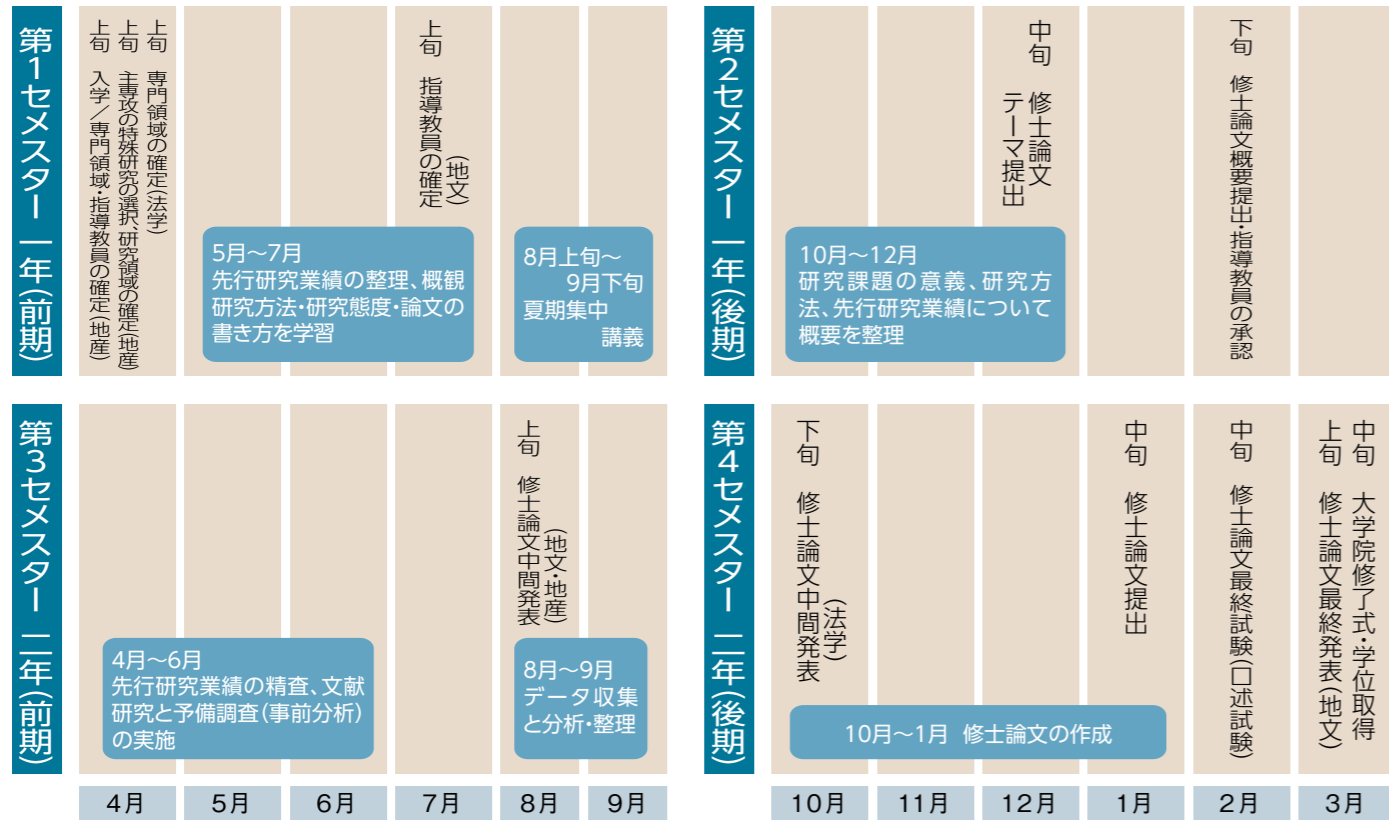 第1セメスター 一年(前期)
上旬 専門領域の確定(法学)
上旬 主専攻の特殊研究の選択、研究領域の確定(地産)
上旬 入学／専門領域・指導教員の確定(地産)
上旬 指導教員の確定
(地文)
5月～7月
先行研究業績の整理、概観
研究方法・研究態度・論文の
書き方を学習
8月上旬～
9月下旬
夏期集中
講義
第2セメスター 一年(後期)
中旬 修士論文
テーマ提出
下旬 修士論文概要提出・指導教員の承認
10月～12月
研究課題の意義、研究方
法、先行研究業績について
概要を整理
第3セメスター 二年(前期)
上旬 修士論文中間発表
(地文・地産)
4月～6月
先行研究業績の精査、文献
研究と予備調査(事前分析)
の実施
8月～9月
データ収集
と分析・整理
第4セメスター 二年(後期)
下旬 修士論文中間発表
(法学)
中旬 修士論文提出
中旬 修士論文最終試験(口述試験)
中旬 大学院修了式・学位取得
上旬 修士論文最終発表(地文)
10月～1月 修士論文の作成
4月 5月 6月 7月 8月 9月
10月 11月 12月 1月 2月 3月